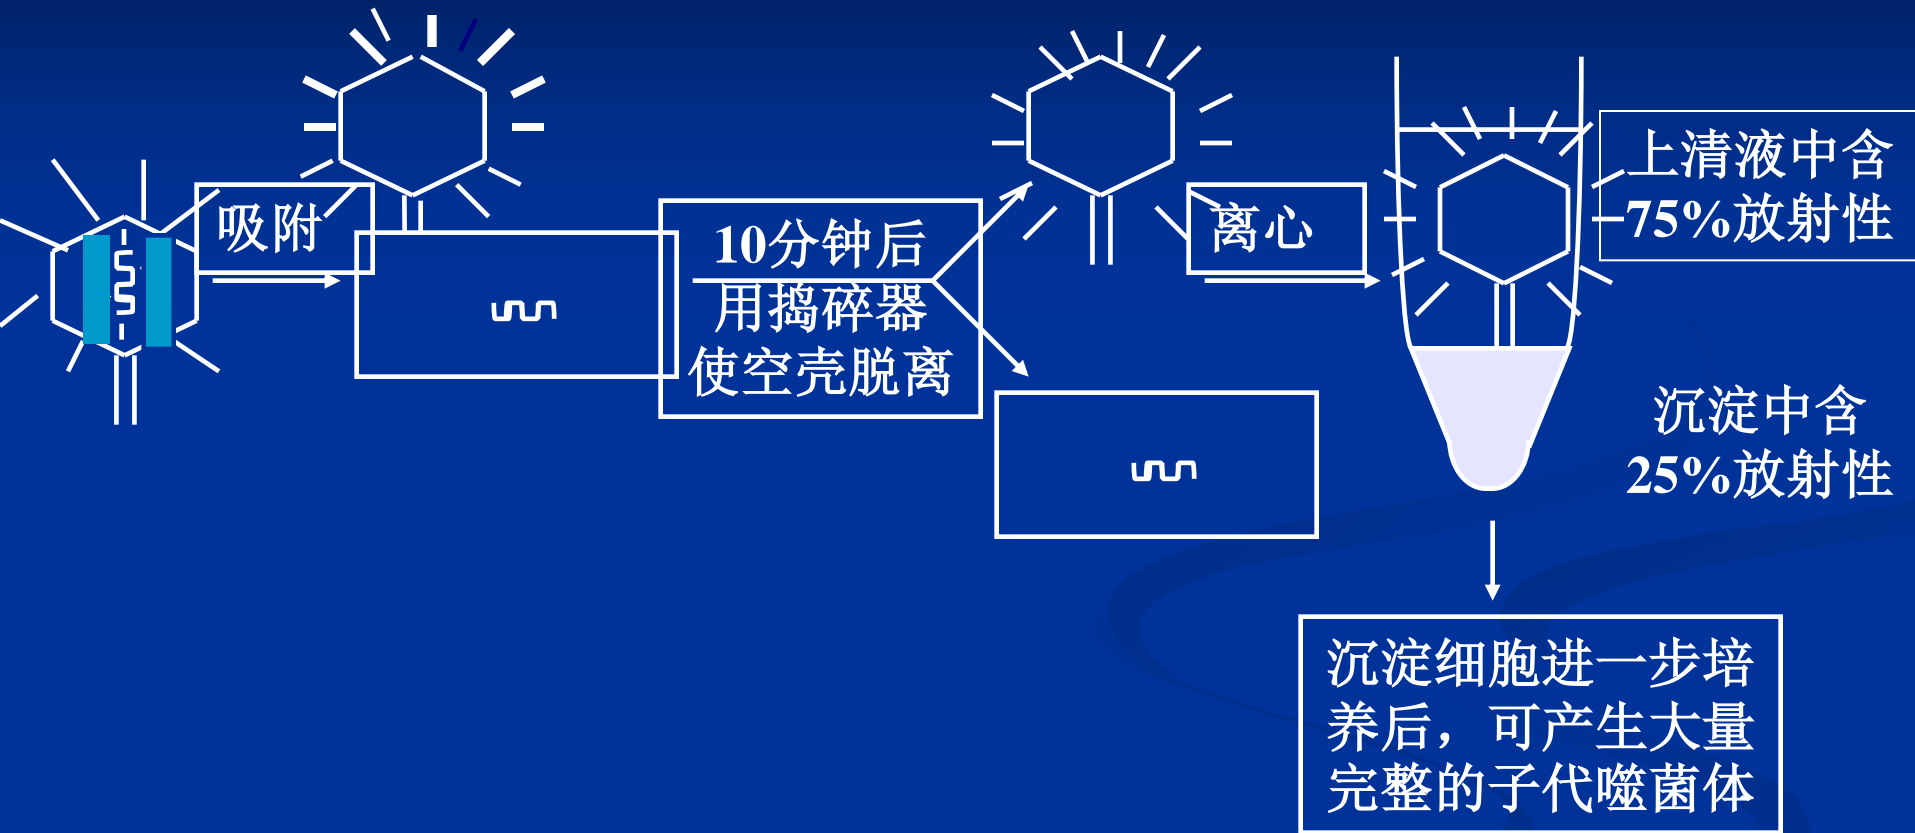 吸附
10分钟后
用捣碎器
使空壳脱离
离心
上清液中含
75%放射性
沉淀中含
25%放射性
沉淀细胞进一步培
养后，可产生大量
完整的子代噬菌体